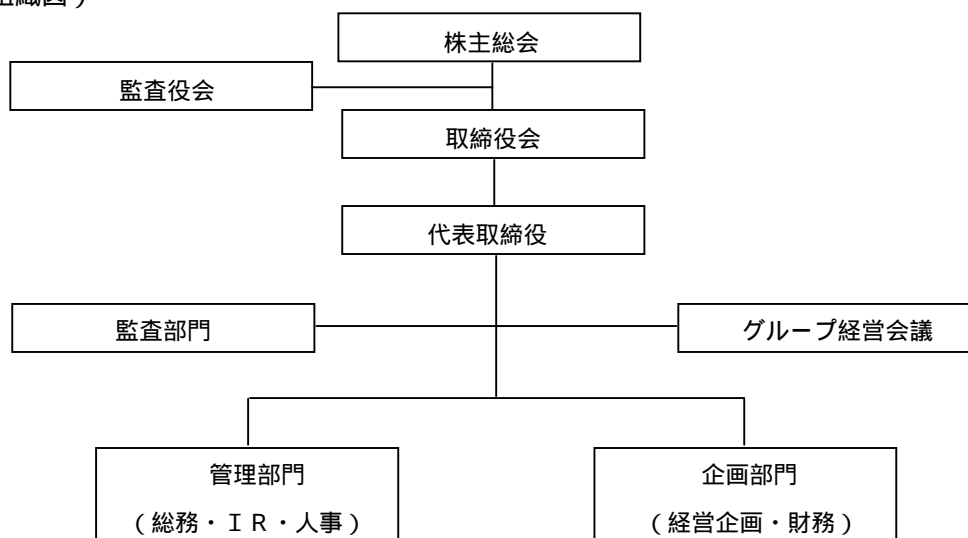 組織図）
株主総会
監査役会
取締役会
代表取締役
監査部門
グループ経営会議
管理部門
（総務・ＩＲ・人事）
企画部門
（経営企画・財務）